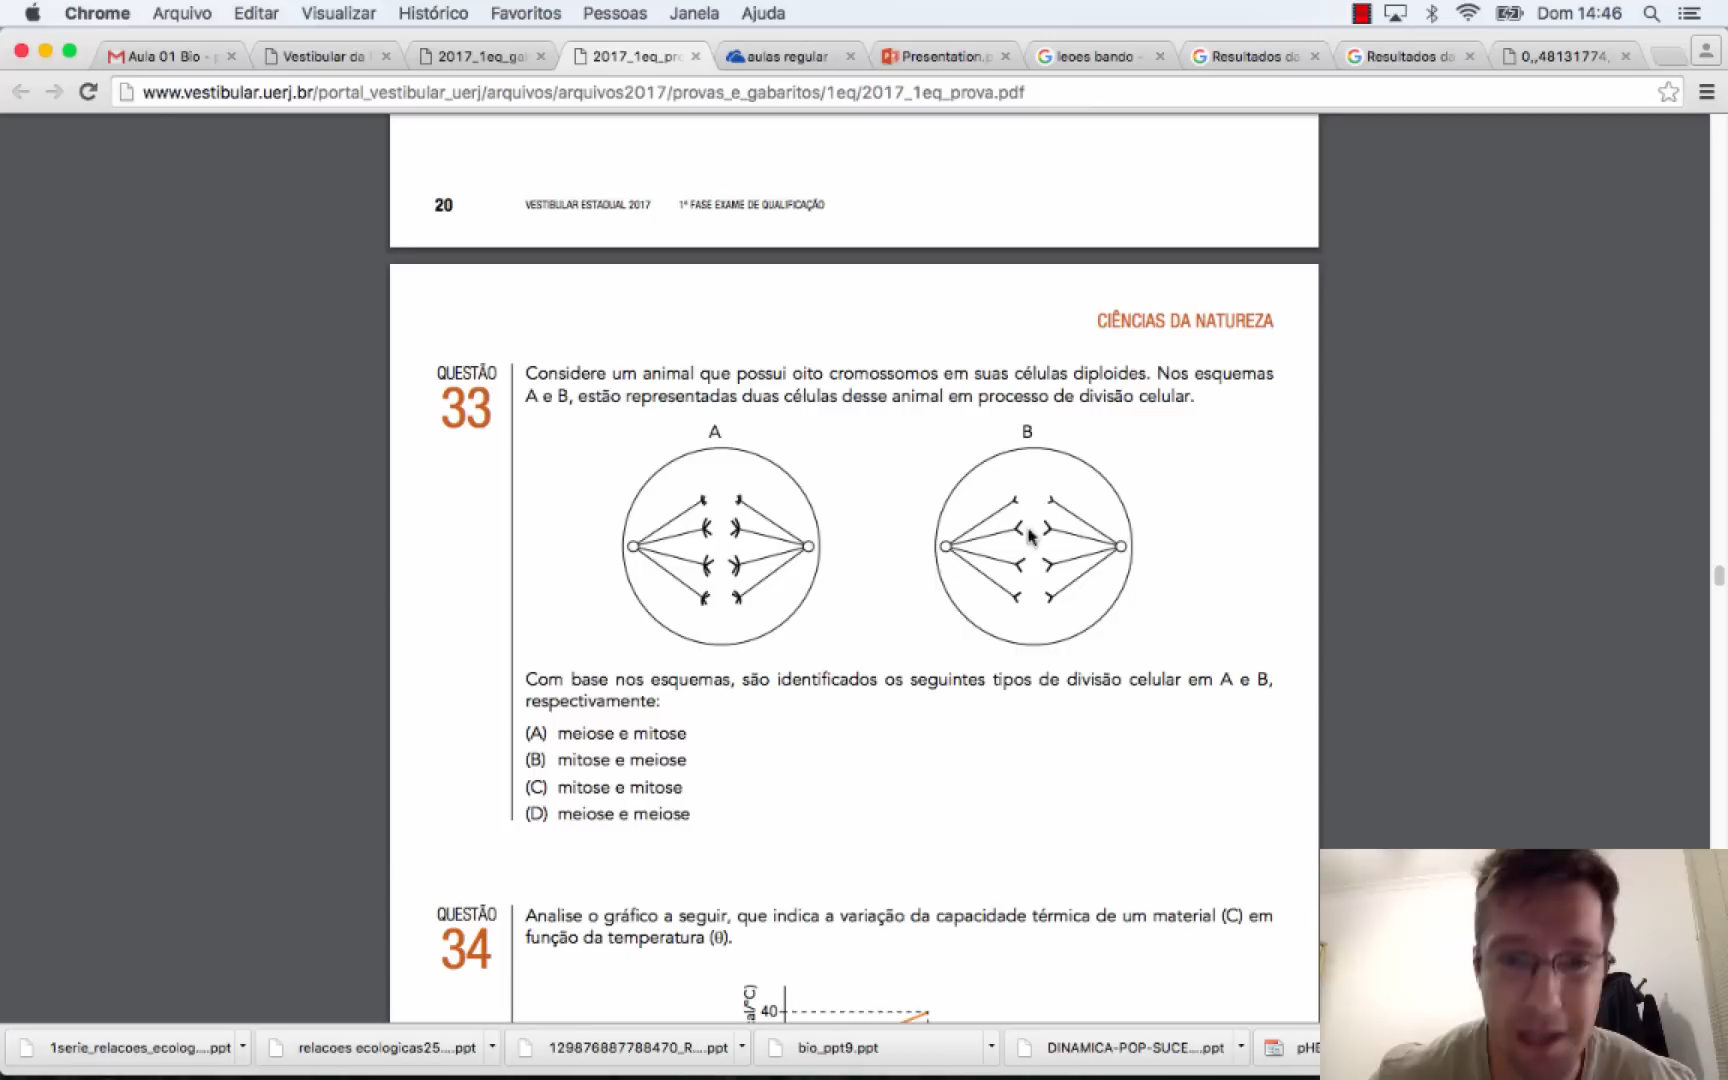 Chrome Arquivo Editar Visualizar Histórico Favoritos Pessoas Janela Ajuda Dom 14:46
Aula 01 Bio - Vestibular da 2017_1eq_ga 2017_1eq_pro aulas regular Presentation.p leoes bando - Resultados da Resultados da 0,,48131774,
www.vestibular.uerj.br/portal_vestibular_uerj/arquivos/arquivos2017/provas_e_gabaritos/1eq/2017_1eq_prova.pdf
20 VESTIBULAR ESTADUAL 2017 1ª FASE EXAME DE QUALIFICAÇÃO
CIÊNCIAS DA NATUREZA
QUESTÃO
33
Considere um animal que possui oito cromossomos em suas células diploides. Nos esquemas
A e B, estão representadas duas células desse animal em processo de divisão celular.
A B
Com base nos esquemas, são identificados os seguintes tipos de divisão celular em A e B,
respectivamente:
(A) meiose e mitose
(B) mitose e meiose
(C) mitose e mitose
(D) meiose e meiose
QUESTÃO
34
Analise o gráfico a seguir, que indica a variação da capacidade térmica de um material (C) em
função da temperatura (θ).
al/°C)
40
1serie_relacoes_ecolog....ppt relacoes ecologicas25....ppt 129876887788470_R....ppt bio_ppt9.ppt DINAMICA-POP-SUCE....ppt pHE